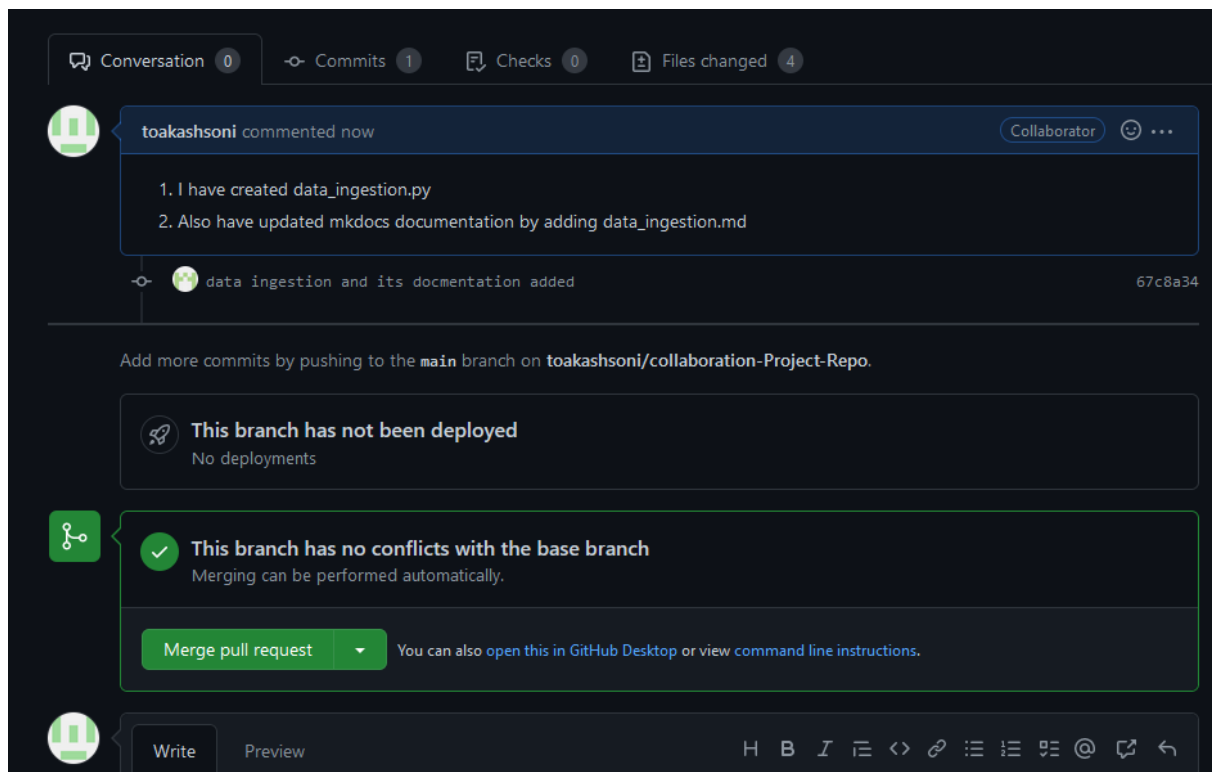 Conversation 0 Commits 1 Checks 0 Files changed 4
toakashsoni commented now Collaborator
1. I have created data_ingestion.py
2. Also have updated mkdocs documentation by adding data_ingestion.md
data ingestion and its docmentation added 67c8a34
Add more commits by pushing to the main branch on toakashsoni/collaboration-Project-Repo.
This branch has not been deployed
No deployments
This branch has no conflicts with the base branch
Merging can be performed automatically.
Merge pull request You can also open this in GitHub Desktop or view command line instructions.
Write Preview H B I